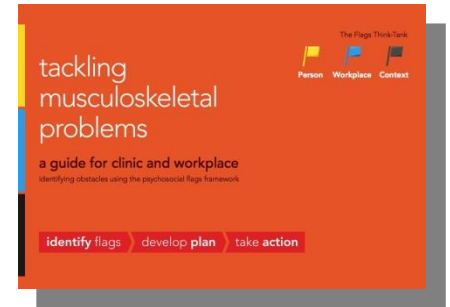 The Flags Think-Tank
Person Workplace Context
tackling
musculoskeletal
problems
a guide for clinic and workplace
identifying obstacles using the psychosocial flags framework
identify flags develop plan take action